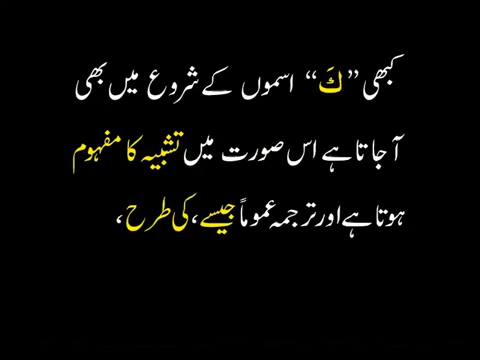 کبھی ”كَ“ اسموں کے شروع میں بھی
آجاتا ہے اس صورت میں تشبیہ کا مفہوم
ہوتا ہے اور ترجمہ عموماً جیسے، کی طرح،